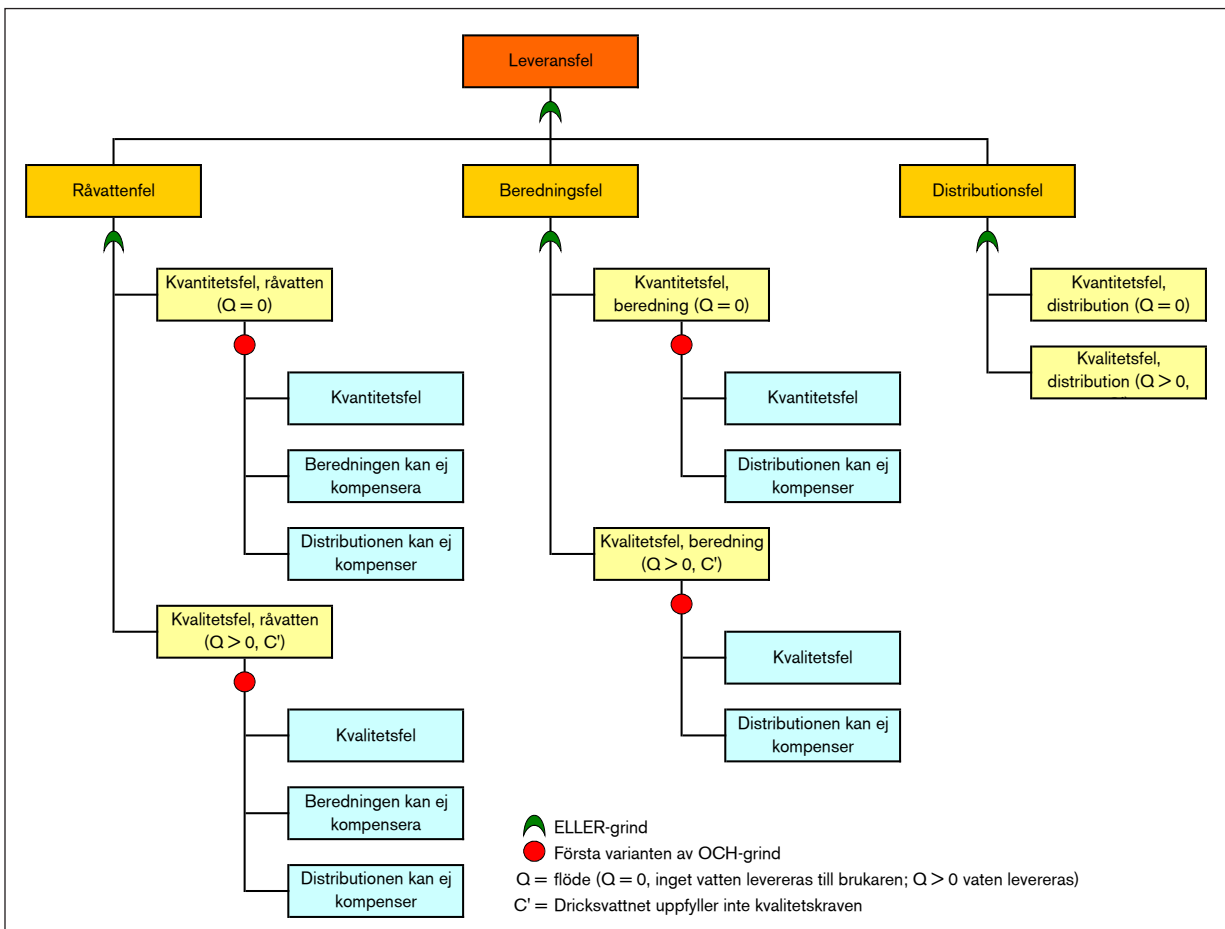 Leveransfel
Råvattenfel
Beredningsfel
Distributionsfel
Kvantitetsfel, råvatten
(Q = 0)
Kvantitetsfel
Beredningen kan ej
kompensera
Distributionen kan ej
kompenser
Kvalitetsfel, råvatten
(Q > 0, C')
Kvalitetsfel
Beredningen kan ej
kompensera
Distributionen kan ej
kompenser
Kvantitetsfel,
beredning (Q = 0)
Kvantitetsfel
Distributionen kan ej
kompenser
Kvalitetsfel, beredning
(Q > 0, C')
Kvalitetsfel
Distributionen kan ej
kompenser
Kvantitetsfel,
distribution (Q = 0)
Kvalitetsfel,
distribution (Q > 0,
ELLER-grind
Första varianten av OCH-grind
Q = flöde (Q = 0, inget vatten levereras till brukaren; Q > 0 vaten levereras)
C' = Dricksvattnet uppfyller inte kvalitetskraven